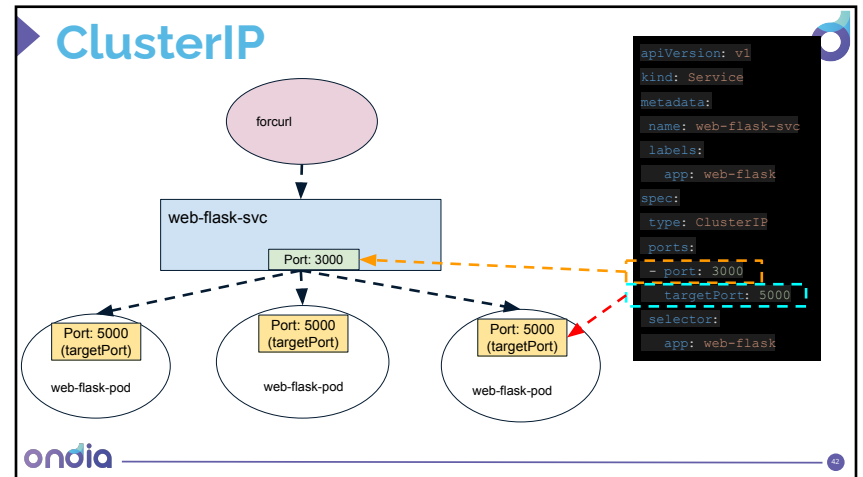 ClusterIP
forcurl
web-flask-svc
Port: 3000
Port: 5000
(targetPort)
web-flask-pod
Port: 5000
(targetPort)
web-flask-pod
Port: 5000
(targetPort)
web-flask-pod
apiVersion: v1
kind: Service
metadata:
 name: web-flask-svc
 labels:
   app: web-flask
spec:
 type: ClusterIP
 ports:
 - port: 3000
   targetPort: 5000
 selector:
   app: web-flask
ondia
42